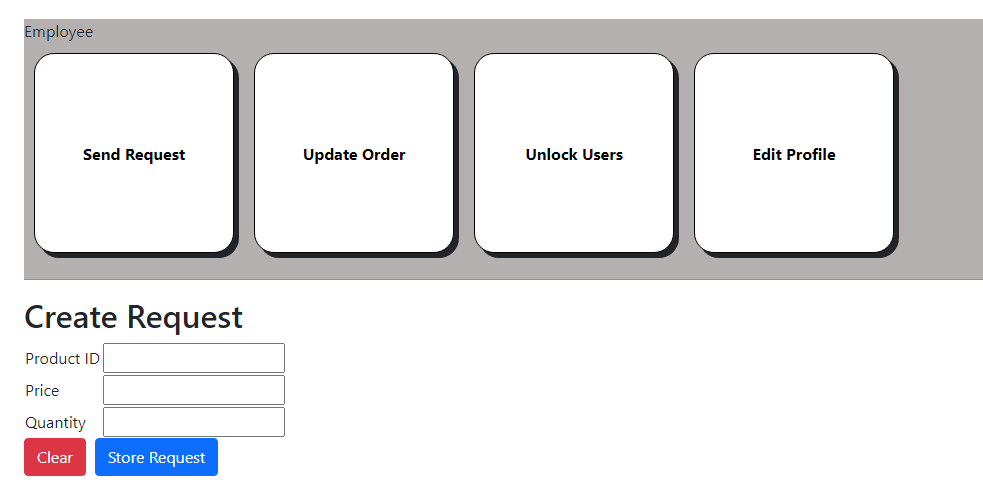 Employee
Send Request Update Order Unlock Users Edit Profile
Create Request
Product ID
Price
Quantity
Clear Store Request